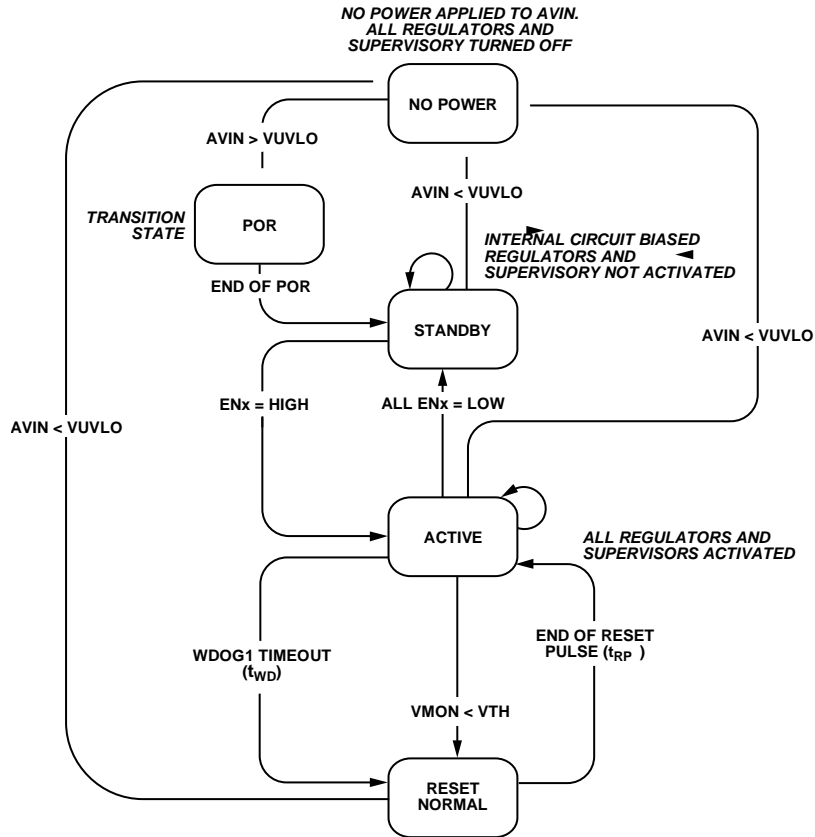 NO POWER APPLIED TO AVIN.
ALL REGULATORS AND
SUPERVISORY TURNED OFF
NO POWER
AVIN > VUVLO
AVIN < VUVLO
TRANSITION
STATE
POR
INTERNAL CIRCUIT BIASED
REGULATORS AND
SUPERVISORY NOT ACTIVATED
END OF POR
STANDBY
AVIN < VUVLO
ENx = HIGH
ALL ENx = LOW
AVIN < VUVLO
ACTIVE
ALL REGULATORS AND
SUPERVISORS ACTIVATED
WDOG1 TIMEOUT
(tWD)
END OF RESET
PULSE (tRP )
VMON < VTH
RESET
NORMAL